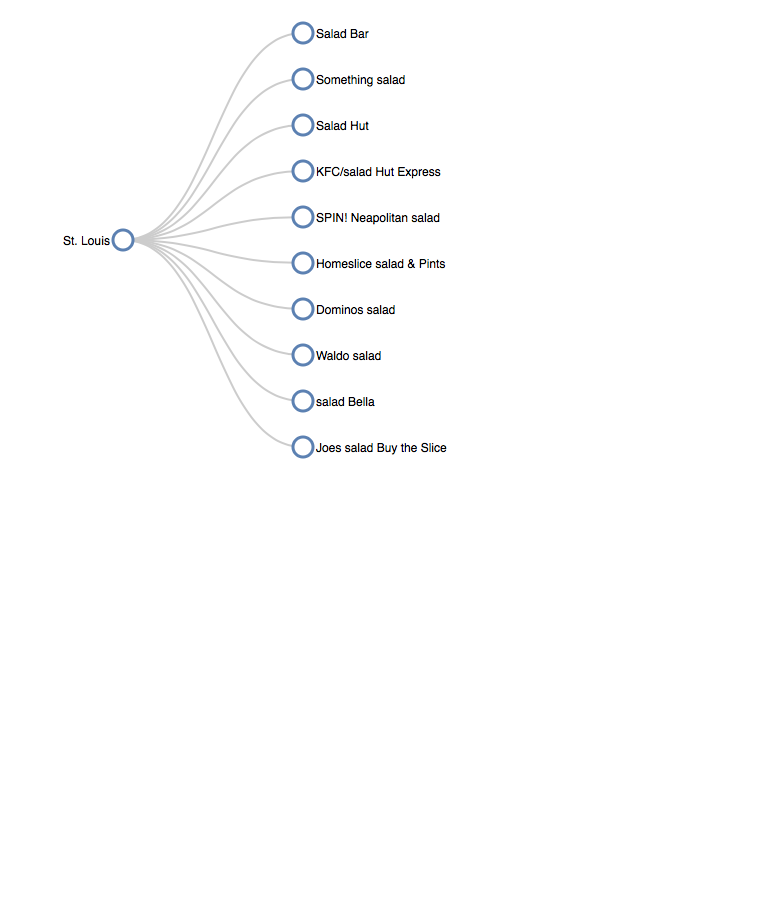 Salad Bar
Something salad
Salad Hut
KFC/salad Hut Express
SPIN! Neapolitan salad
St. Louis
Homeslice salad & Pints
Dominos salad
Waldo salad
salad Bella
Joes salad Buy the Slice